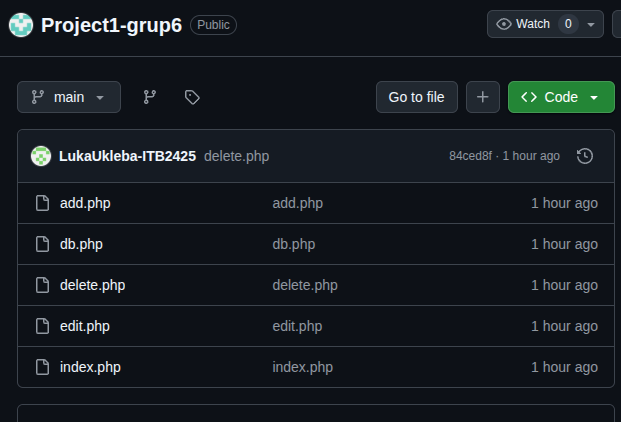 Project1-grup6 Public Watch 0
main Go to file Code
LukaUkleba-ITB2425 delete.php 84ced8f · 1 hour ago
add.php add.php 1 hour ago
db.php db.php 1 hour ago
delete.php delete.php 1 hour ago
edit.php edit.php 1 hour ago
index.php index.php 1 hour ago